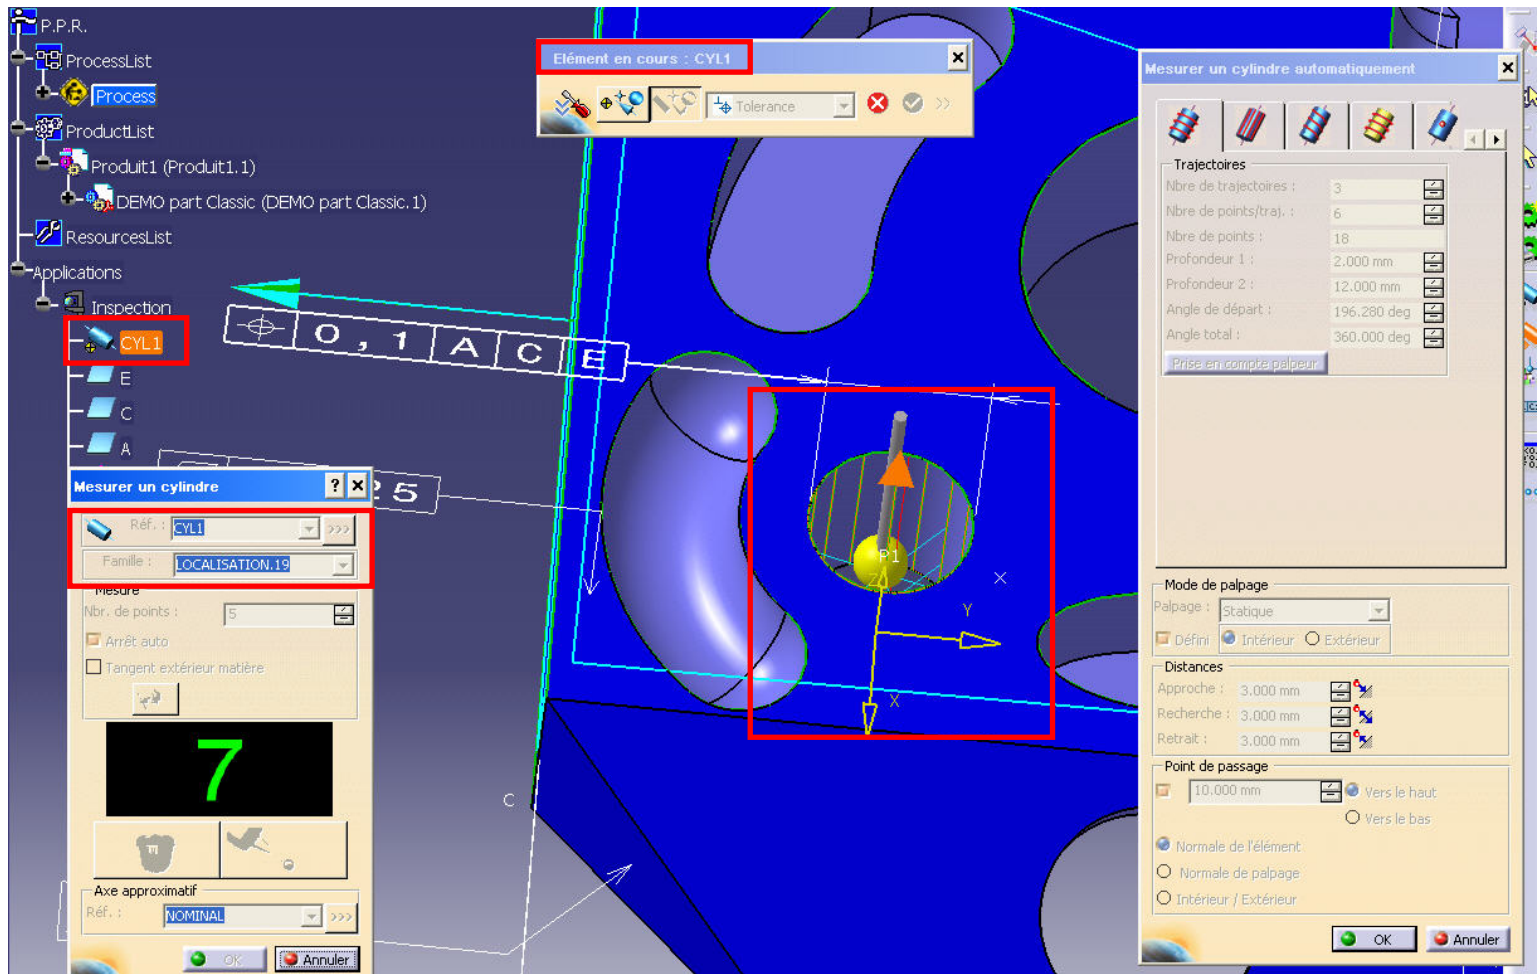 P.P.R.
ProcessList
Process
ProductList
Produit1 (Produit1.1)
DEMO part Classic (DEMO part Classic.1)
ResourcesList
Applications
Inspection
CYL1
E
C
A
Elément en cours : CYL1
Tolerance
0,1 A C E
25
P1
Z
Y
X
C
Mesurer un cylindre
Réf. : CYL1 >>>
Famille : LOCALISATION.19
Mesure
Nbr. de points : 5
Arrêt auto
Tangent extérieur matière
7
Axe approximatif
Réf. : NOMINAL >>>
OK Annuler
Mesurer un cylindre automatiquement
Trajectoires
Nbre de trajectoires : 3
Nbre de points/traj. : 6
Nbre de points : 18
Profondeur 1 : 2.000 mm
Profondeur 2 : 12.000 mm
Angle de départ : 196.280 deg
Angle total : 360.000 deg
Prise en compte palpeur
Mode de palpage
Palpage : Statique
Défini Intérieur Extérieur
Distances
Approche : 3.000 mm
Recherche : 3.000 mm
Retrait : 3.000 mm
Point de passage
10.000 mm Vers le haut
Vers le bas
Normale de l'élément
Normale de palpage
Intérieur / Extérieur
OK Annuler